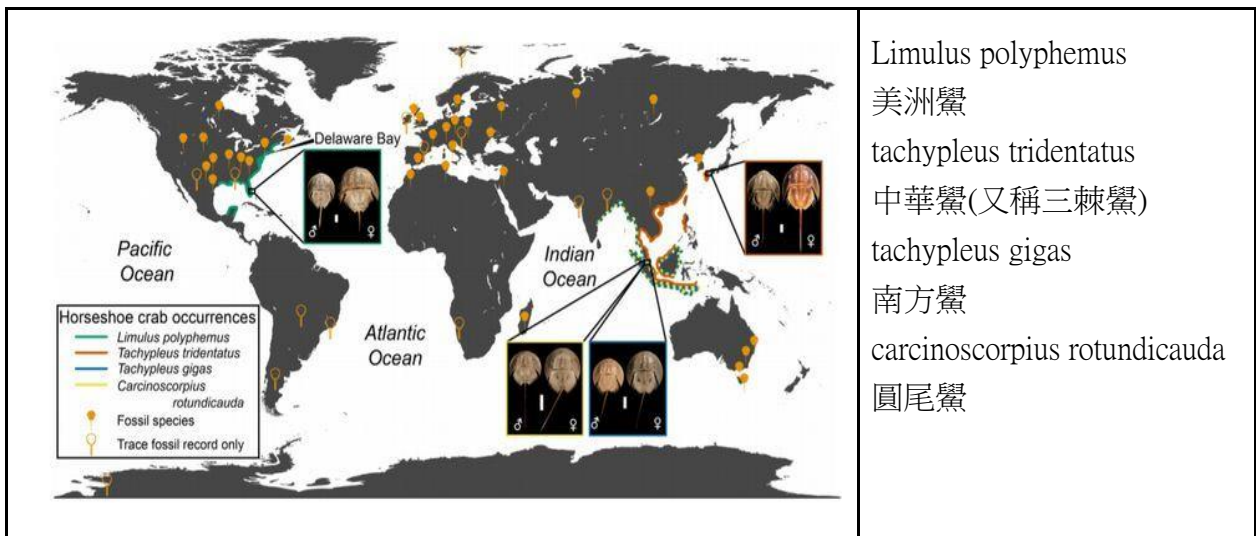 Delaware Bay
Pacific
Ocean
Indian
Ocean
Atlantic
Ocean
♂ ♀
♂ ♀
♂ ♀
♂ ♀
Horseshoe crab occurrences
Limulus polyphemus
Tachypleus tridentatus
Tachypleus gigas
Carcinoscorpius
rotundicauda
Fossil species
Trace fossil record only
Limulus polyphemus
美洲鱟
tachypleus tridentatus
中華鱟(又稱三棘鱟)
tachypleus gigas
南方鱟
carcinoscorpius rotundicauda
圓尾鱟